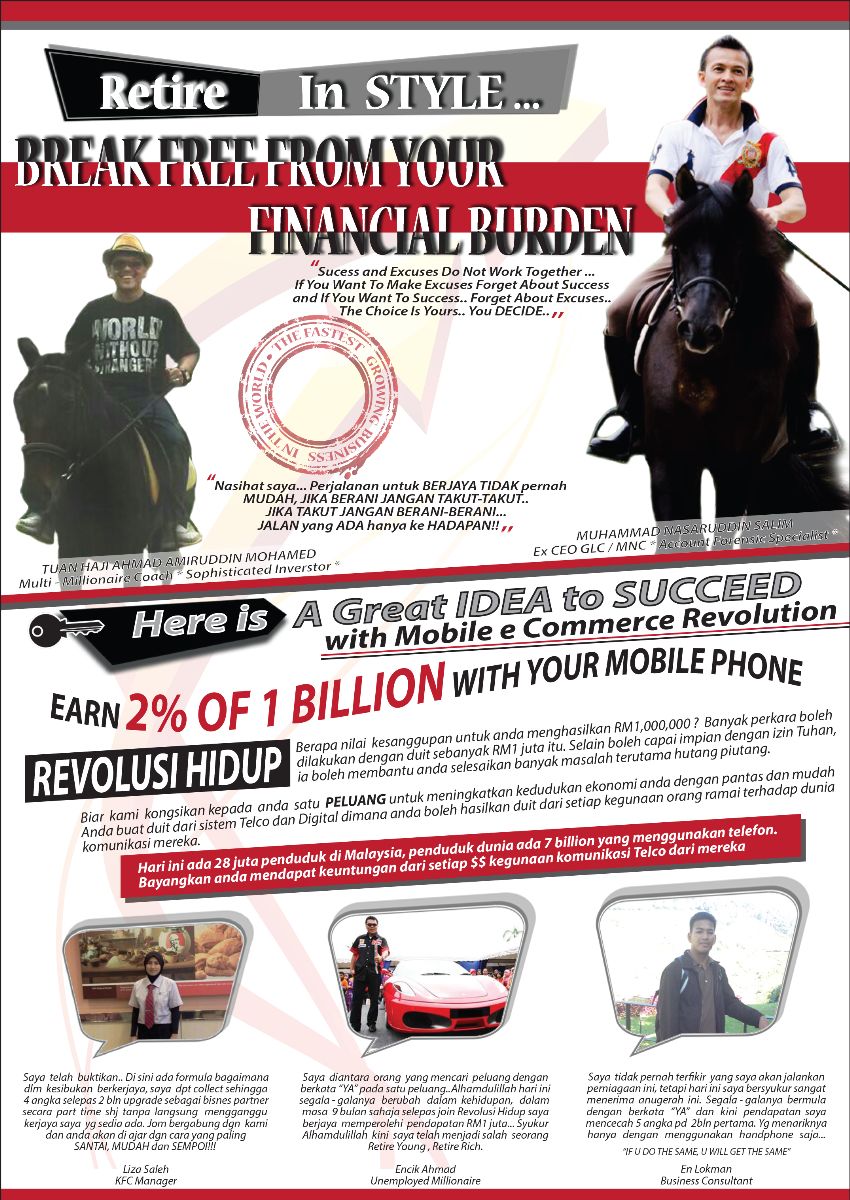 Retire In STYLE ...
BREAK FREE FROM YOUR
FINANCIAL BURDEN
"Sucess and Excuses Do Not Work Together ...
If You Want To Make Excuses Forget About Success
and If You Want To Success.. Forget About Excuses..
The Choice Is Yours.. You DECIDE.."
WORLD
WITHOUT
STRANGERS
• THE FASTEST GROWING BUSINESS IN THE WORLD
"Nasihat saya... Perjalanan untuk BERJAYA TIDAK pernah
MUDAH, JIKA BERANI JANGAN TAKUT-TAKUT..
JIKA TAKUT JANGAN BERANI-BERANI...
JALAN yang ADA hanya ke HADAPAN!!"
TUAN HAJI AHMAD AMIRUDDIN MOHAMED
Multi - Millionaire Coach * Sophisticated Inverstor *
MUHAMMAD NASARUDDIN SALIM
Ex CEO GLC / MNC * Account Forensic Specialist *
Here is A Great IDEA to SUCCEED
with Mobile e Commerce Revolution
EARN 2% OF 1 BILLION WITH YOUR MOBILE PHONE
REVOLUSI HIDUP
Berapa nilai kesanggupan untuk anda menghasilkan RM1,000,000 ? Banyak perkara boleh
dilakukan dengan duit sebanyak RM1 juta itu. Selain boleh capai impian dengan izin Tuhan,
ia boleh membantu anda selesaikan banyak masalah terutama hutang piutang.
Biar kami kongsikan kepada anda satu PELUANG untuk meningkatkan kedudukan ekonomi anda dengan pantas dan mudah
Anda buat duit dari sistem Telco dan Digital dimana anda boleh hasilkan duit dari setiap kegunaan orang ramai terhadap dunia
komunikasi mereka.
Hari ini ada 28 juta penduduk di Malaysia, penduduk dunia ada 7 billion yang menggunakan telefon.
Bayangkan anda mendapat keuntungan dari setiap $$ kegunaan komunikasi Telco dari mereka
Saya telah buktikan.. Di sini ada formula bagaimana
dlm kesibukan berkerjaya, saya dpt collect sehingga
4 angka selepas 2 bln upgrade sebagai bisnes partner
secara part time shj tanpa langsung mengganggu
kerjaya saya yg sedia ada. Jom bergabung dgn kami
dan anda akan di ajar dgn cara yang paling
SANTAI, MUDAH dan SEMPOI!!!
Liza Saleh
KFC Manager
Saya diantara orang yang mencari peluang dengan
berkata "YA" pada satu peluang..Alhamdulillah hari ini
segala - galanya berubah dalam kehidupan, dalam
masa 9 bulan sahaja selepas join Revolusi Hidup saya
berjaya memperolehi pendapatan RM1 juta... Syukur
Alhamdulillah kini saya telah menjadi salah seorang
Retire Young , Retire Rich.
Encik Ahmad
Unemployed Millionaire
Saya tidak pernah terfikir yang saya akan jalankan
perniagaan ini, tetapi hari ini saya bersyukur sangat
menerima anugerah ini. Segala - galanya bermula
dengan berkata "YA" dan kini pendapatan saya
mencecah 5 angka pd 2bln pertama. Yg menariknya
hanya dengan menggunakan handphone saja...
"IF U DO THE SAME, U WILL GET THE SAME"
En Lokman
Business Consultant